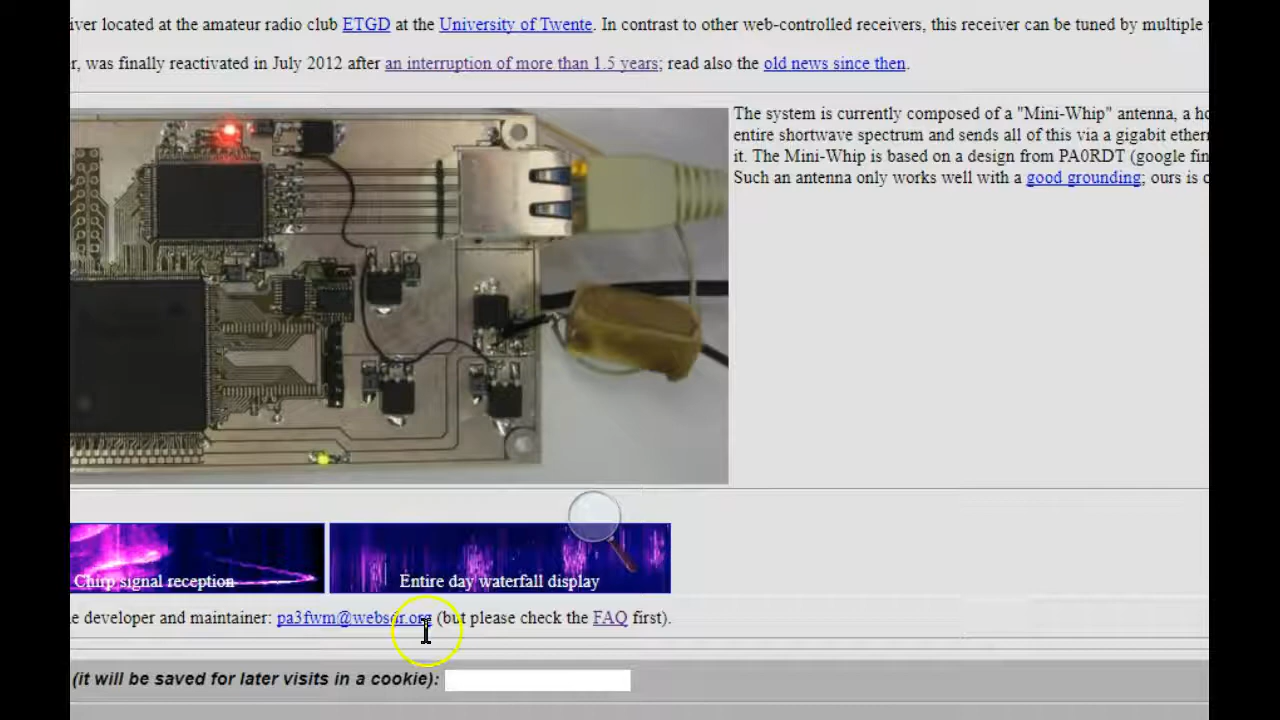 iver located at the amateur radio club ETGD at the University of Twente. In contrast to other web-controlled receivers, this receiver can be tuned by multiple
r, was finally reactivated in July 2012 after an interruption of more than 1.5 years; read also the old news since then.
The system is currently composed of a "Mini-Whip" antenna, a ho
entire shortwave spectrum and sends all of this via a gigabit ethern
it. The Mini-Whip is based on a design from PA0RDT (google fin
Such an antenna only works well with a good grounding; ours is o
Chirp signal reception
Entire day waterfall display
e developer and maintainer: pa3fwm@websdr.org (but please check the FAQ first).
(it will be saved for later visits in a cookie):